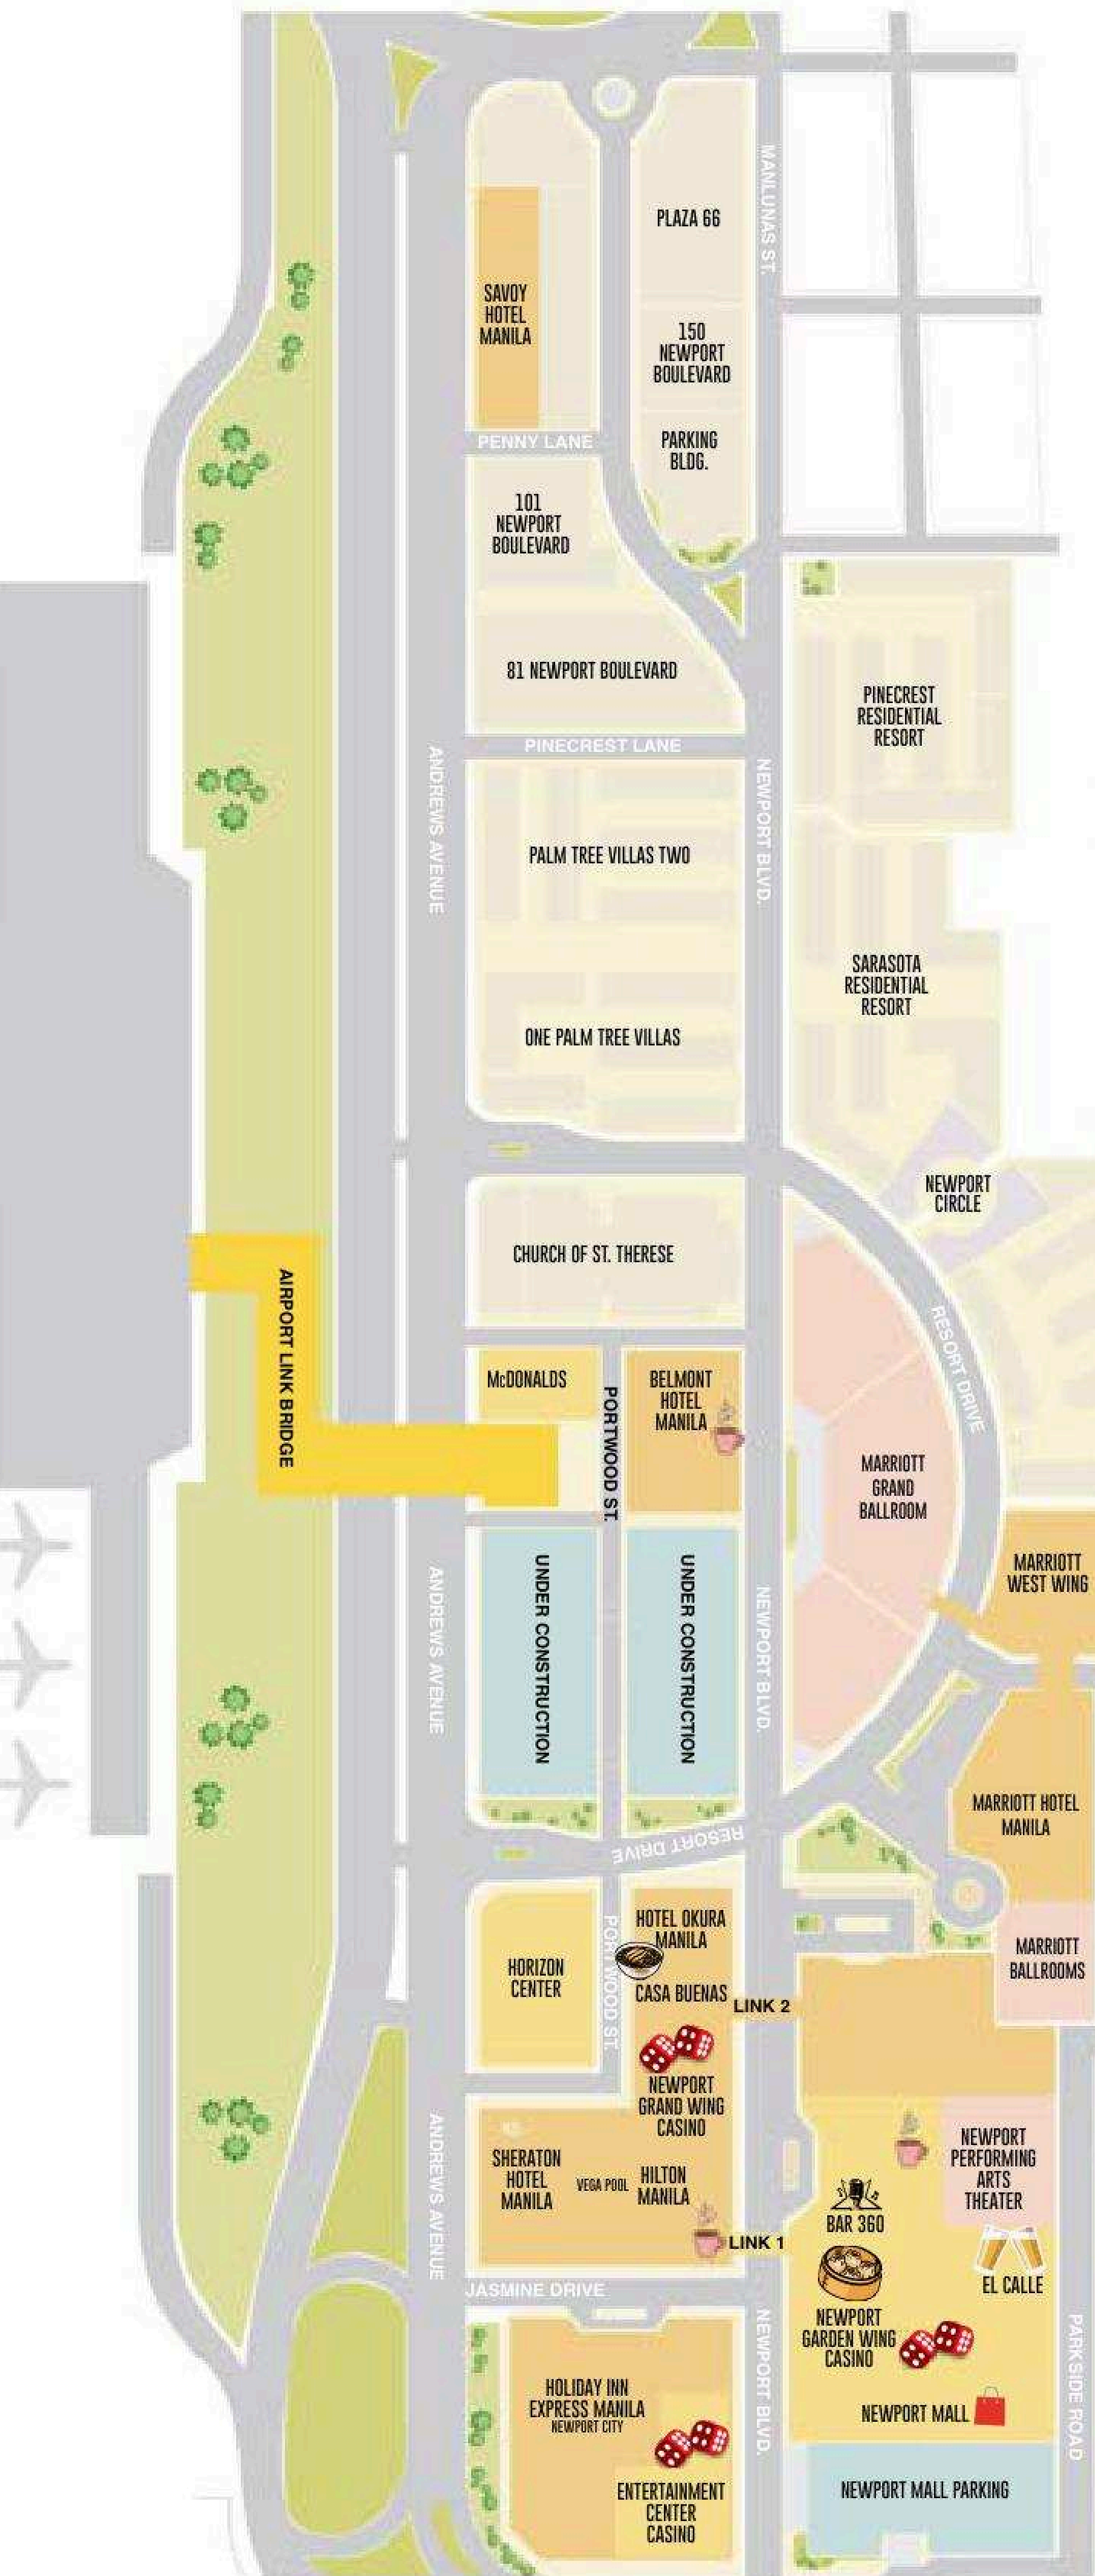 MANLUNAS ST.
PLAZA 66
SAVOY
HOTEL
MANILA
150
NEWPORT
BOULEVARD
PENNY LANE
PARKING
BLDG.
101
NEWPORT
BOULEVARD
81 NEWPORT BOULEVARD
PINECREST
RESIDENTIAL
RESORT
PINECREST LANE
ANDREWS AVENUE
NEWPORT BLVD.
PALM TREE VILLAS TWO
SARASOTA
RESIDENTIAL
RESORT
ONE PALM TREE VILLAS
NEWPORT
CIRCLE
CHURCH OF ST. THERESE
AIRPORT LINK BRIDGE
RESORT DRIVE
McDONALDS
PORTWOOD ST.
BELMONT
HOTEL
MANILA
MARRIOTT
GRAND
BALLROOM
MARRIOTT
WEST WING
ANDREWS AVENUE
UNDER CONSTRUCTION
UNDER CONSTRUCTION
NEWPORT BLVD.
MARRIOTT HOTEL
MANILA
RESORT DRIVE
HORIZON
CENTER
PORTWOOD ST.
HOTEL OKURA
MANILA
CASA BUENAS
LINK 2
MARRIOTT
BALLROOMS
NEWPORT
GRAND WING
CASINO
ANDREWS AVENUE
SHERATON
HOTEL
MANILA
VEGA POOL
HILTON
MANILA
LINK 1
NEWPORT
PERFORMING
ARTS
THEATER
BAR 360
EL CALLE
JASMINE DRIVE
NEWPORT
GARDEN WING
CASINO
NEWPORT BLVD.
PARKSIDE ROAD
HOLIDAY INN
EXPRESS MANILA
NEWPORT CITY
NEWPORT MALL
ENTERTAINMENT
CENTER
CASINO
NEWPORT MALL PARKING